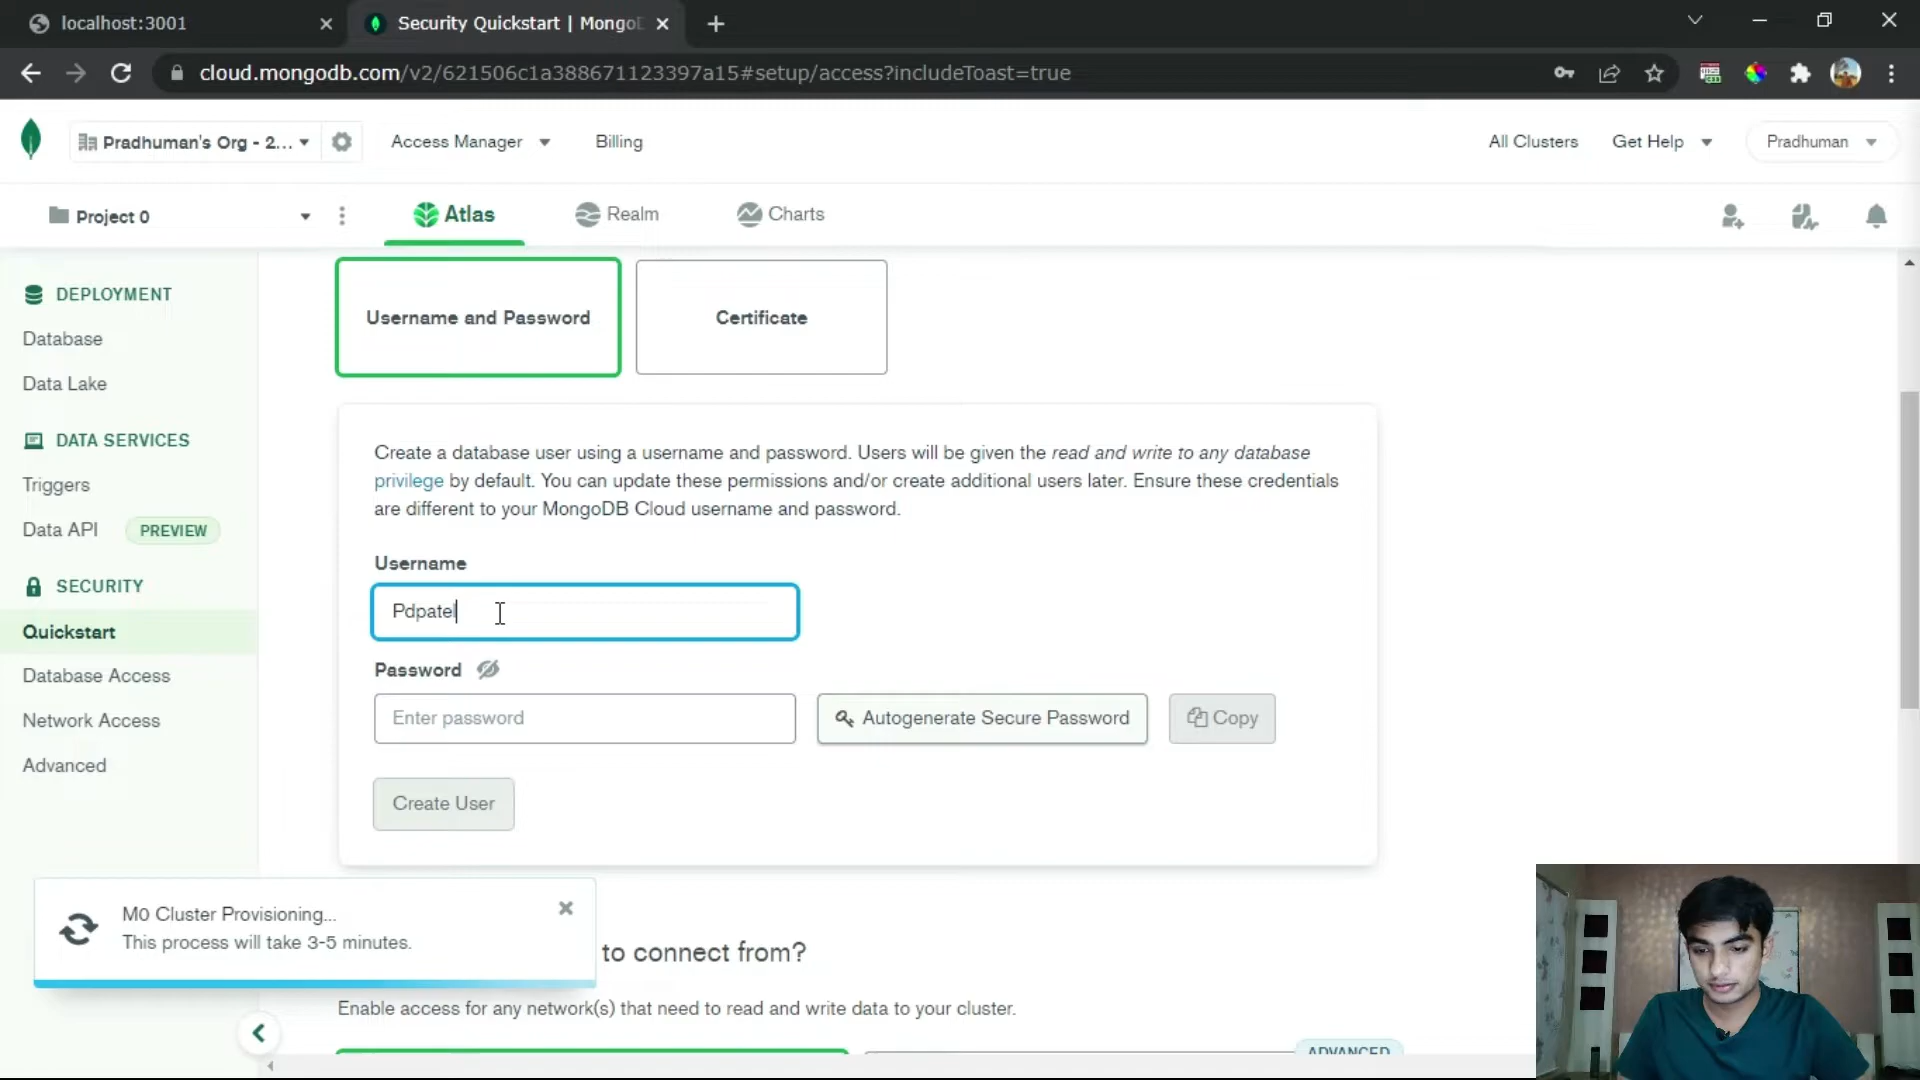 localhost:3001
Security Quickstart | Mongo
cloud.mongodb.com/v2/621506c1a388671123397a15#setup/access?includeToast=true
Pradhuman's Org - 2...
Access Manager
Billing
All Clusters
Get Help
Pradhuman
Project 0
Atlas
Realm
Charts
DEPLOYMENT
Database
Data Lake
DATA SERVICES
Triggers
Data API PREVIEW
SECURITY
Quickstart
Database Access
Network Access
Advanced
Username and Password
Certificate
Create a database user using a username and password. Users will be given the read and write to any database
privilege by default. You can update these permissions and/or create additional users later. Ensure these credentials
are different to your MongoDB Cloud username and password.
Username
Pdpatel
Password
Enter password
Autogenerate Secure Password
Copy
Create User
M0 Cluster Provisioning...
This process will take 3-5 minutes.
to connect from?
Enable access for any network(s) that need to read and write data to your cluster.
ADVANCED